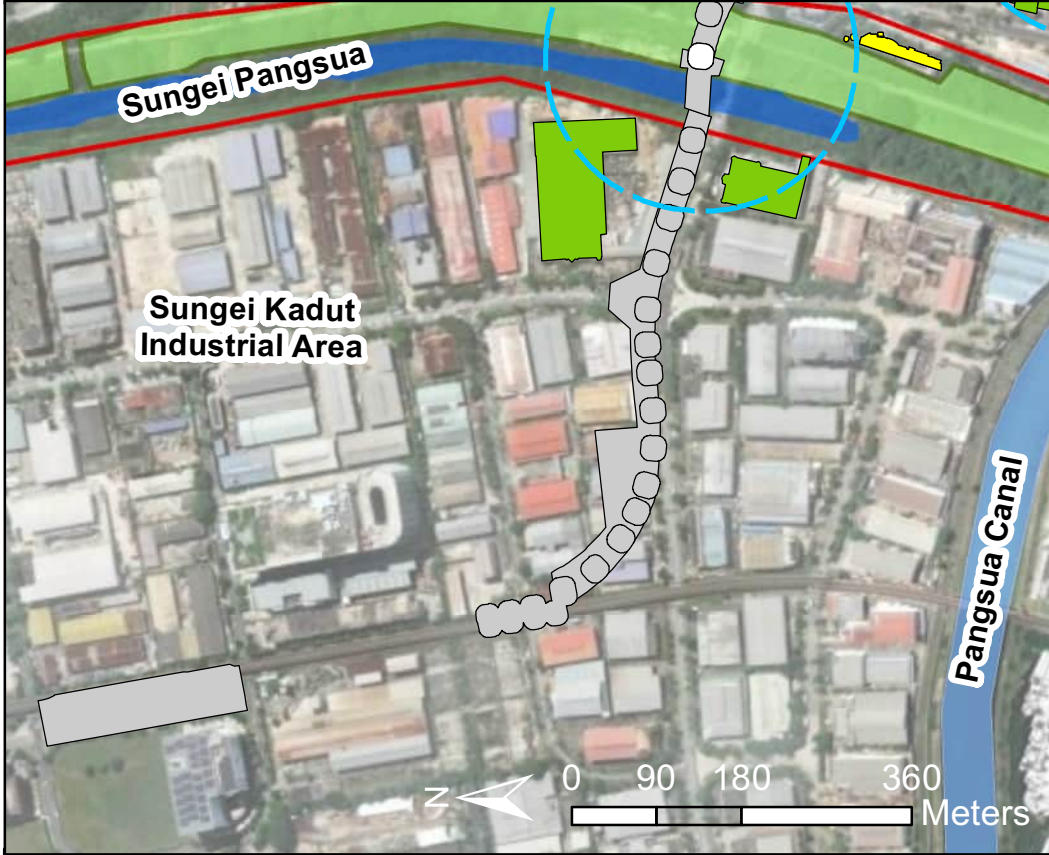 Sungei Pangsua
Sungei Kadut
Industrial Area
Pangsua Canal
N
0 90 180 360
Meters